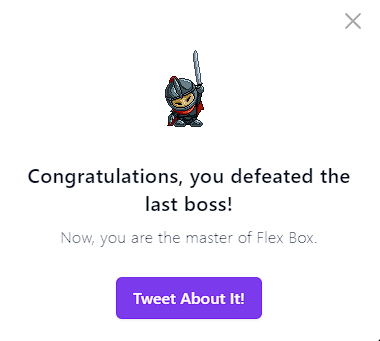 Congratulations, you defeated the
last boss!
Now, you are the master of Flex Box.
Tweet About It!